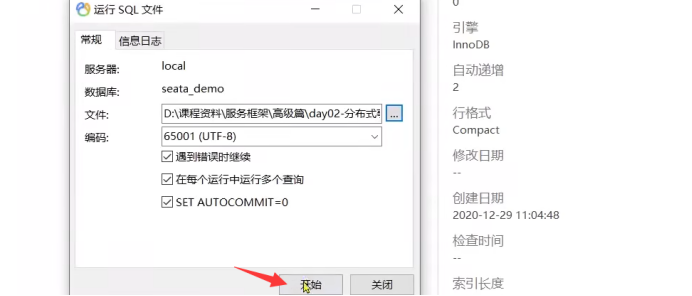 运行 SQL 文件
常规
信息日志
服务器:
local
数据库:
seata_demo
文件:
D:\课程资料\服务框架\高级篇\day02-分布式
...
编码:
65001 (UTF-8)
遇到错误时继续
在每个运行中运行多个查询
SET AUTOCOMMIT=0
开始
关闭
0
引擎
InnoDB
自动递增
2
行格式
Compact
修改日期
--
创建日期
2020-12-29 11:04:48
检查时间
--
索引长度